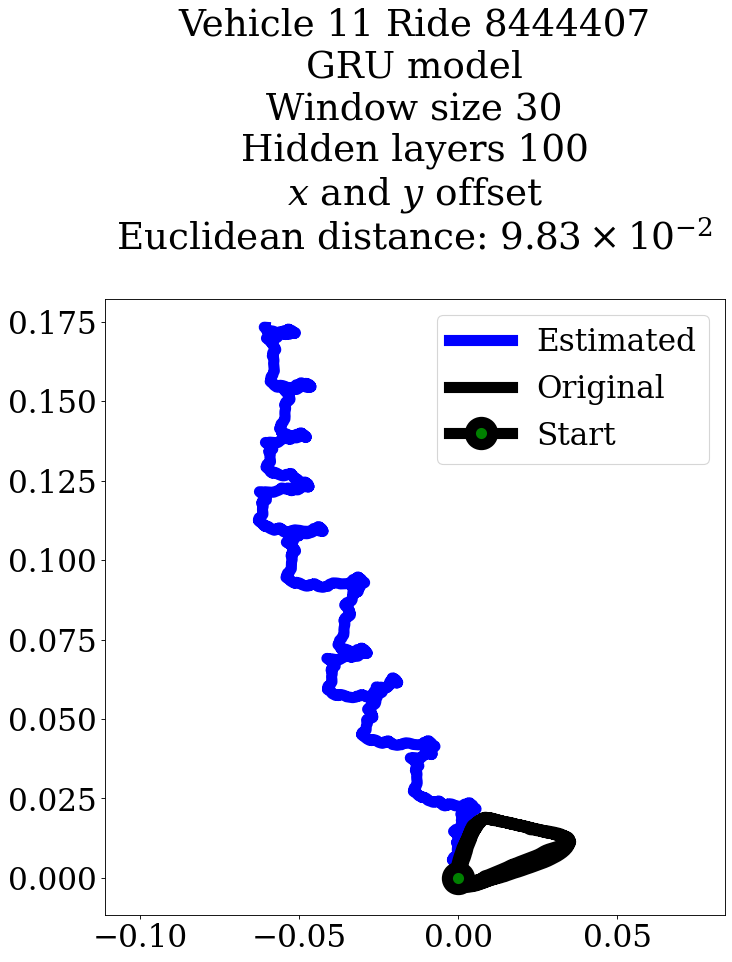 Vehicle 11 Ride 8444407
GRU model
Window size 30
Hidden layers 100
x and y offset
Euclidean distance: 9.83 × 10⁻²
0.175
0.150
0.125
0.100
0.075
0.050
0.025
0.000
Estimated
Original
Start
−0.10
−0.05
0.00
0.05